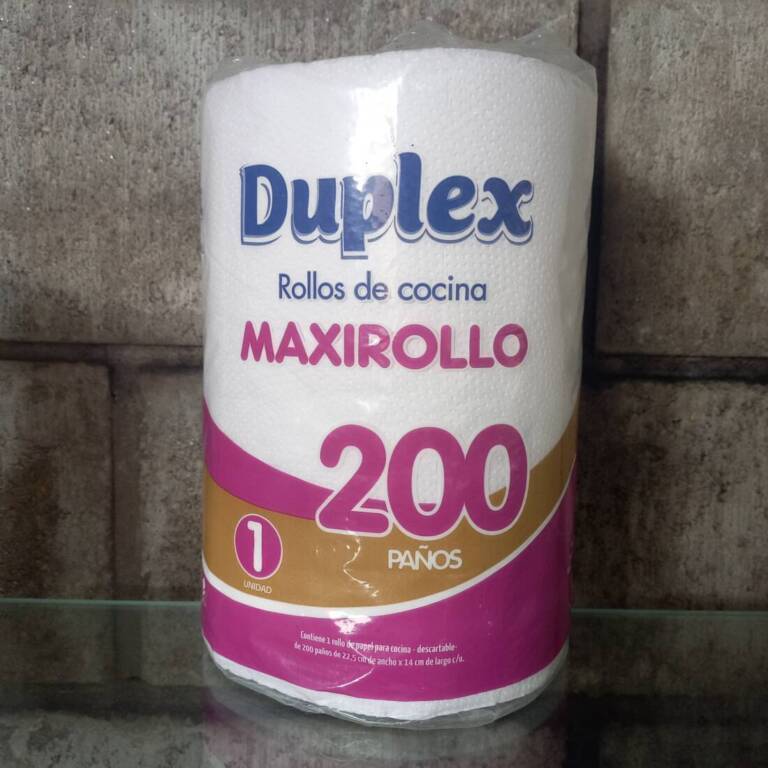 Duplex
Rollos de cocina
MAXIROLLO
200
PAÑOS
1
UNIDAD
Contiene 1 rollo de papel para cocina - descartable-
de 200 paños de 22,5 cm de ancho x 14 cm de largo c/u.